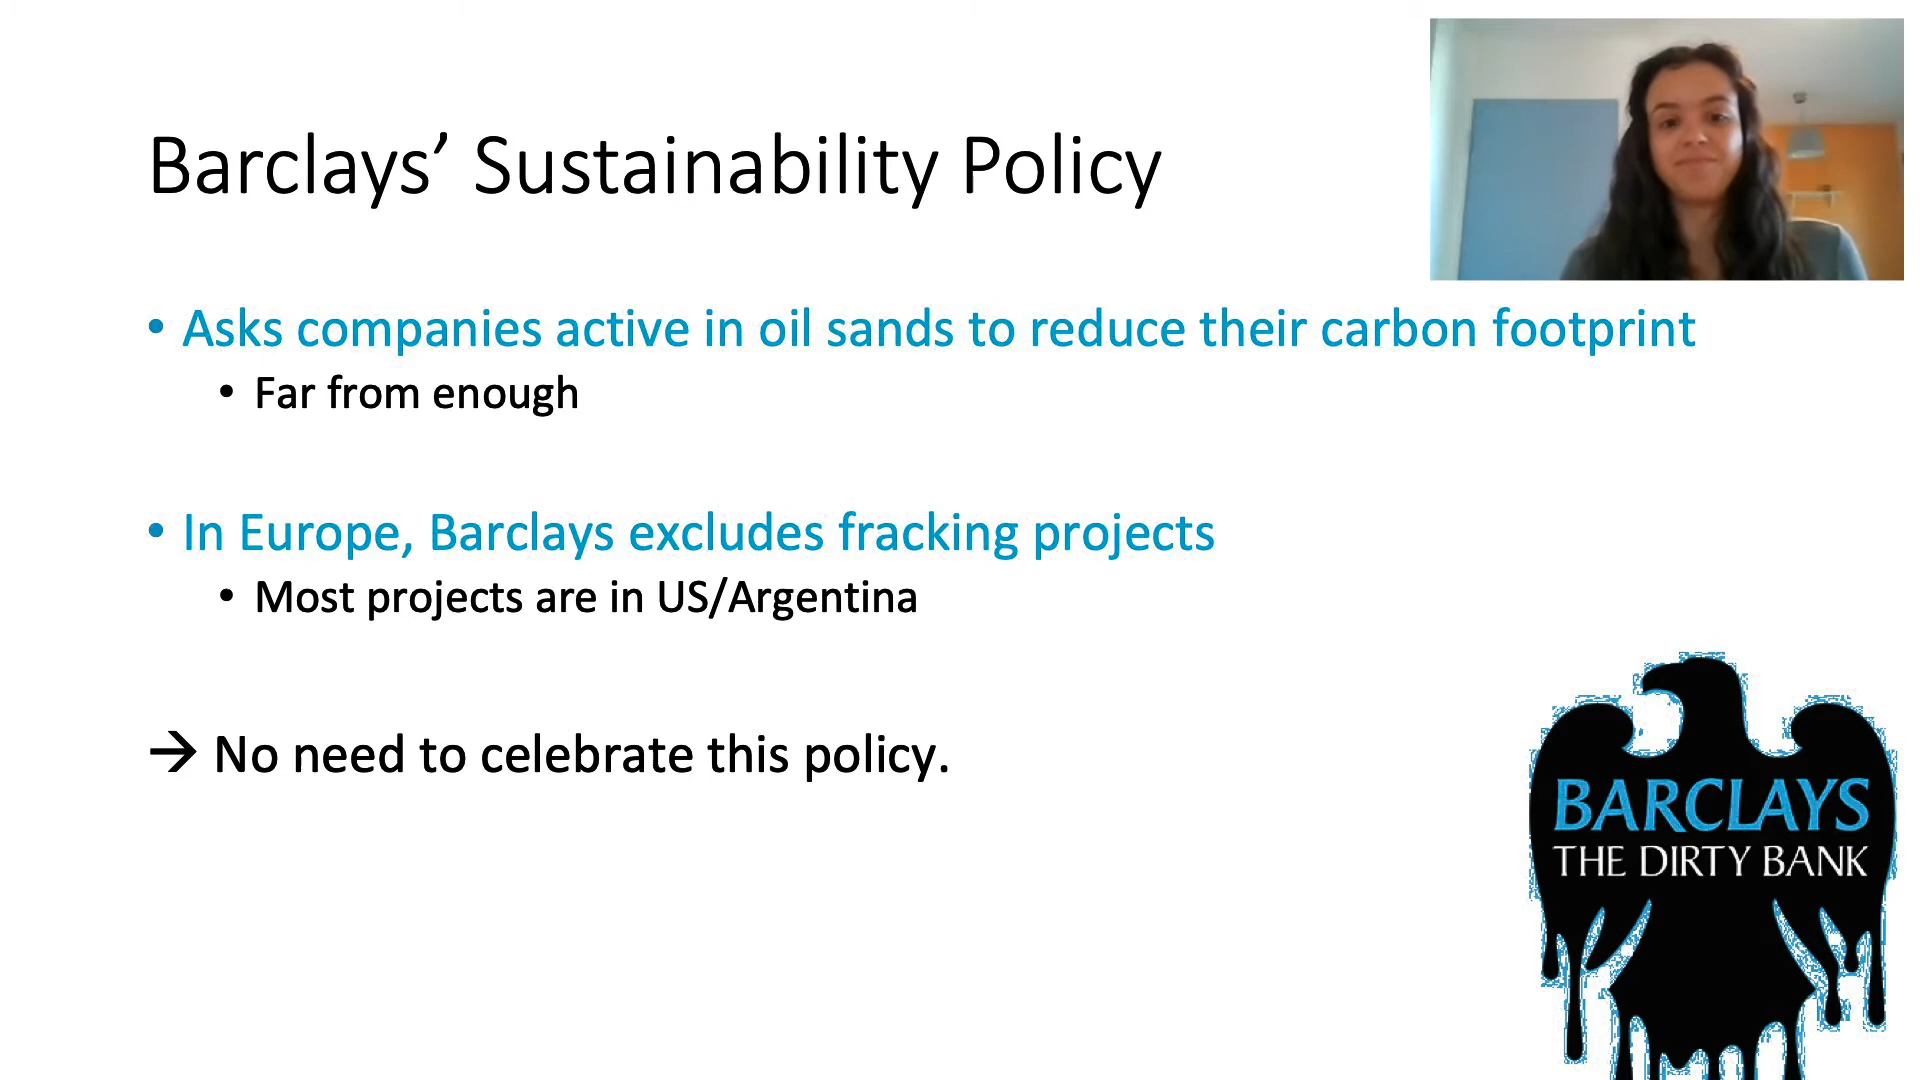 Barclays’ Sustainability Policy
• Asks companies active in oil sands to reduce their carbon footprint
• Far from enough
• In Europe, Barclays excludes fracking projects
• Most projects are in US/Argentina
→ No need to celebrate this policy.
BARCLAYS
THE DIRTY BANK